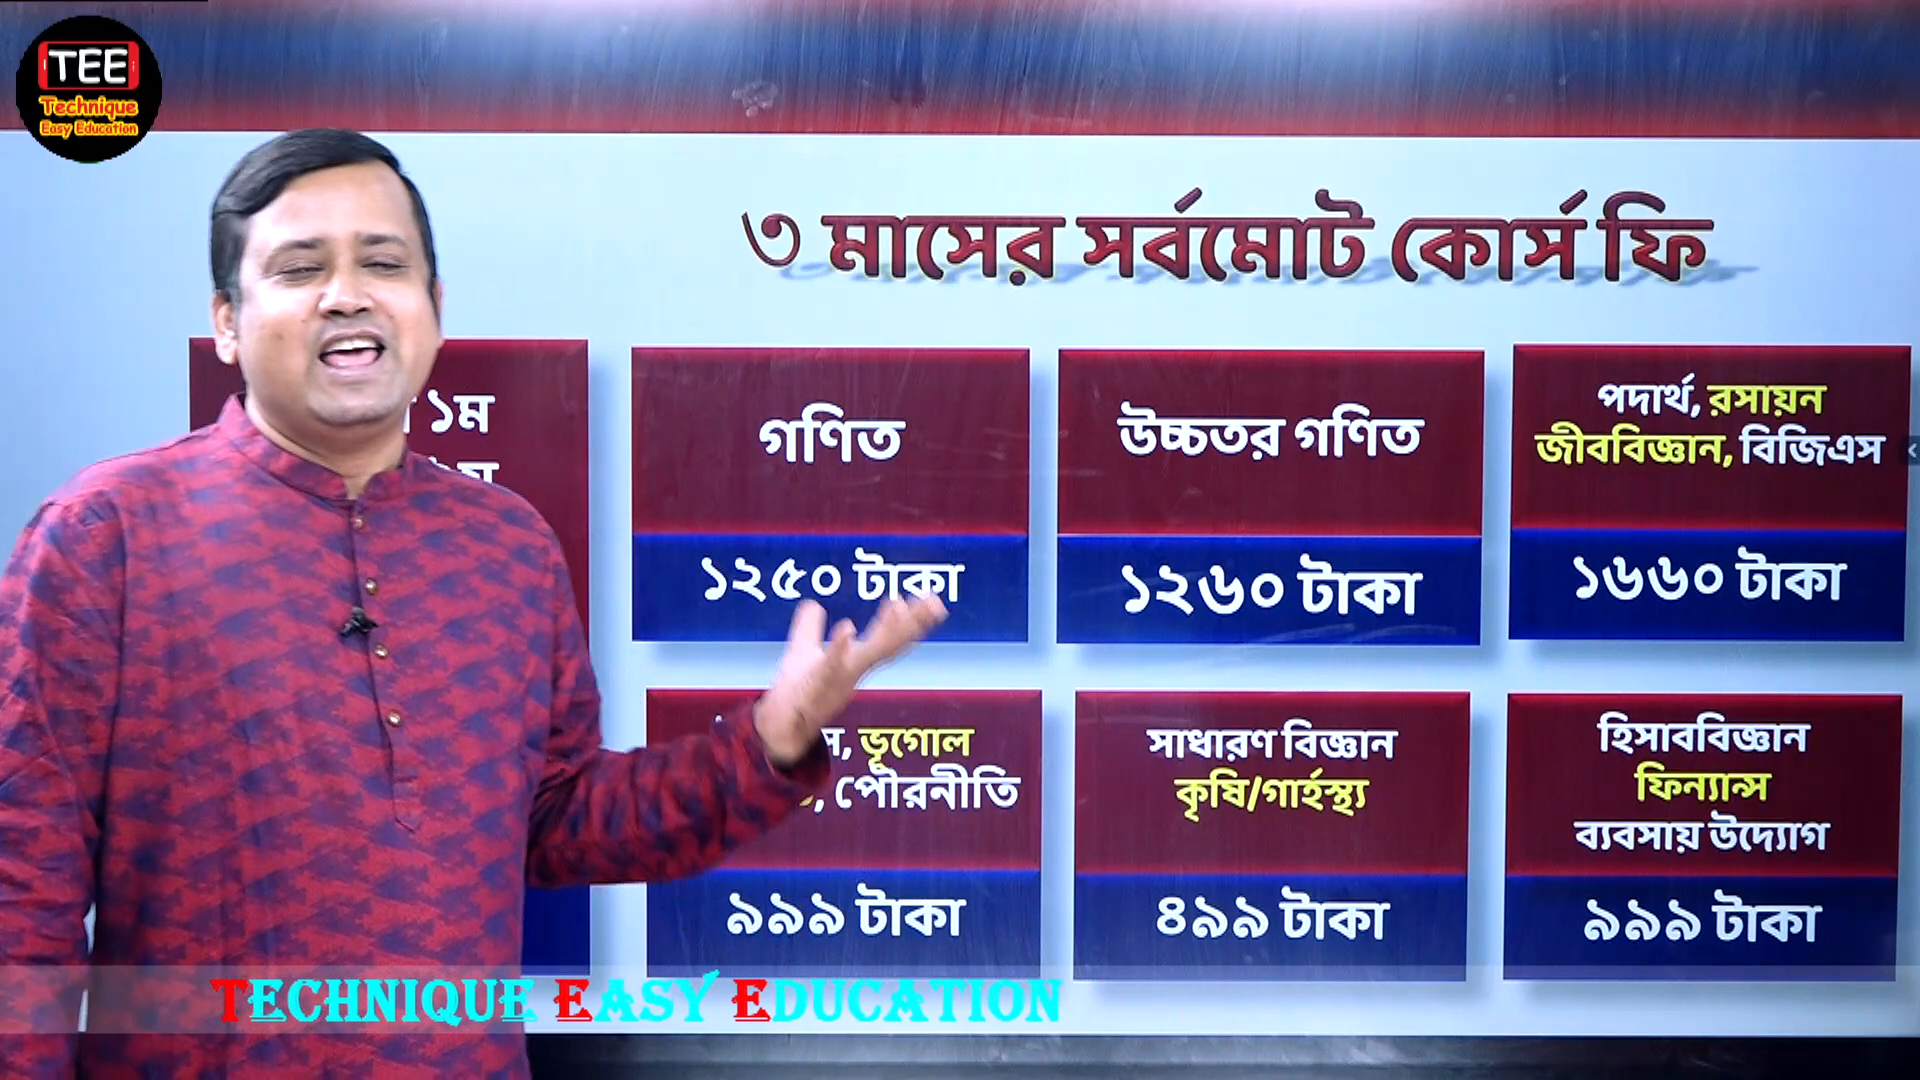 TEE
Technique
Easy Education
৩ মাসের সর্বমোট কোর্স ফি
১ম
গণিত
১২৫০ টাকা
উচ্চতর গণিত
১২৬০ টাকা
পদার্থ, রসায়ন
জীববিজ্ঞান, বিজিএস
১৬৬০ টাকা
ভূগোল
পৌরনীতি
৯৯৯ টাকা
সাধারণ বিজ্ঞান
কৃষি/গার্হস্থ্য
৪৯৯ টাকা
হিসাববিজ্ঞান
ফিন্যান্স
ব্যবসায় উদ্যোগ
৯৯৯ টাকা
TECHNIQUE EASY EDUCATION